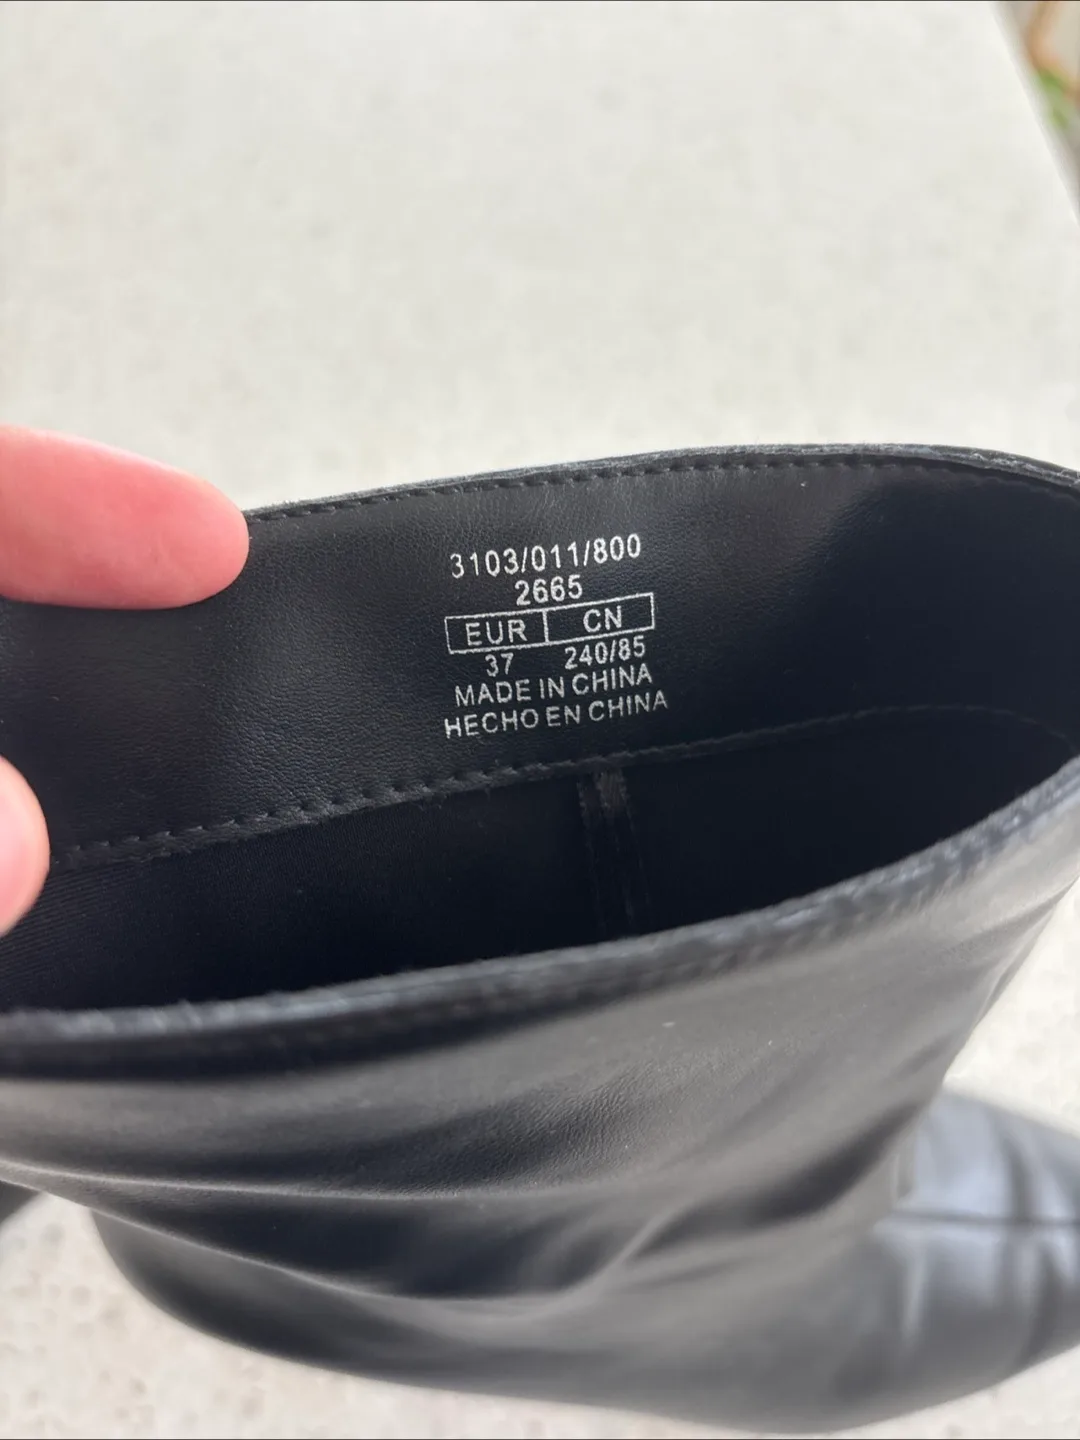 3103/011/800
2665
EUR CN
37 240/85
MADE IN CHINA
HECHO EN CHINA